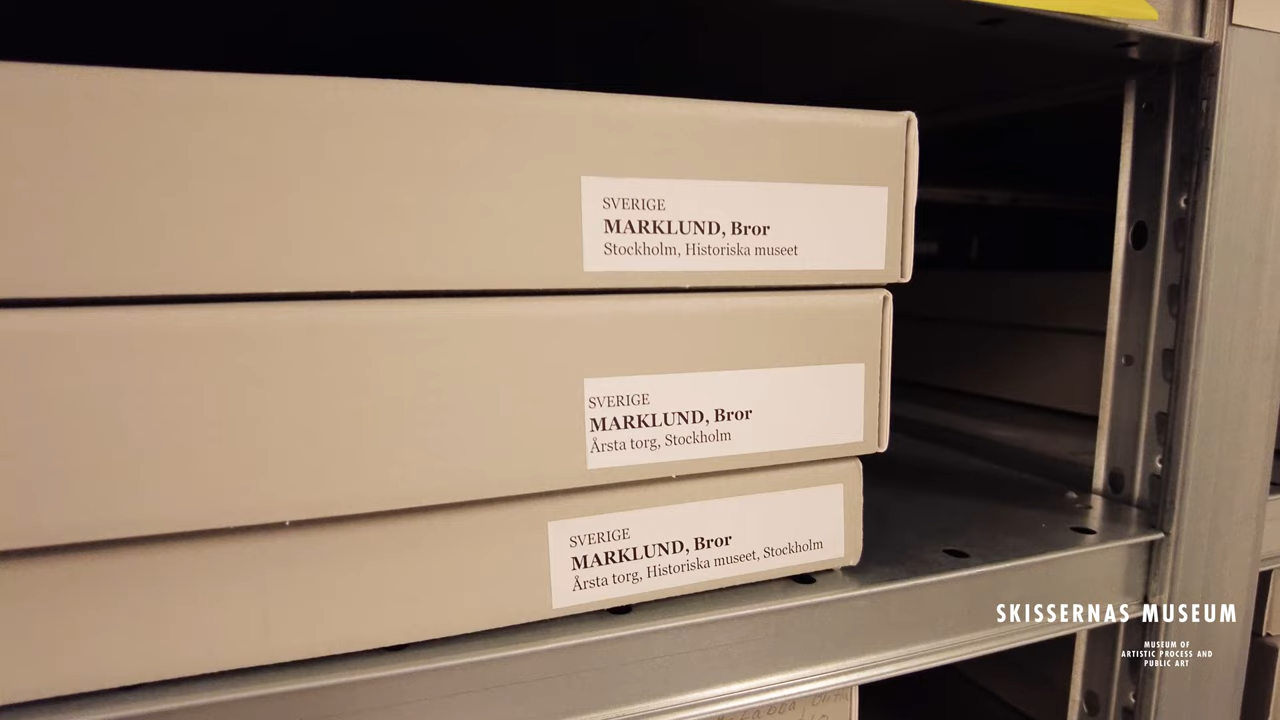 SVERIGE
MARKLUND, Bror
Stockholm, Historiska museet
SVERIGE
MARKLUND, Bror
Årsta torg, Stockholm
SVERIGE
MARKLUND, Bror
Årsta torg, Historiska museet, Stockholm
SKISSERNAS MUSEUM
MUSEUM OF
ARTISTIC PROCESS AND
PUBLIC ART